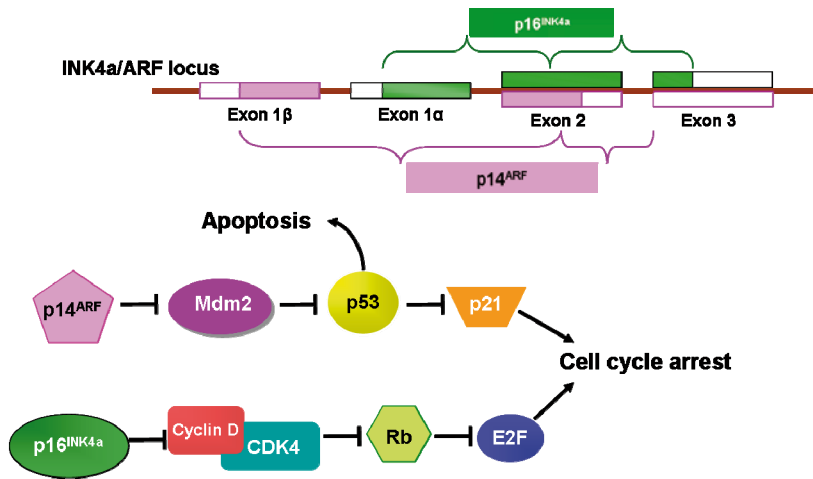 p16INK4a
INK4a/ARF locus
Exon 1β
Exon 1α
Exon 2
Exon 3
p14ARF
Apoptosis
p14ARF
Mdm2
p53
p21
Cell cycle arrest
p16INK4a
Cyclin D
CDK4
Rb
E2F